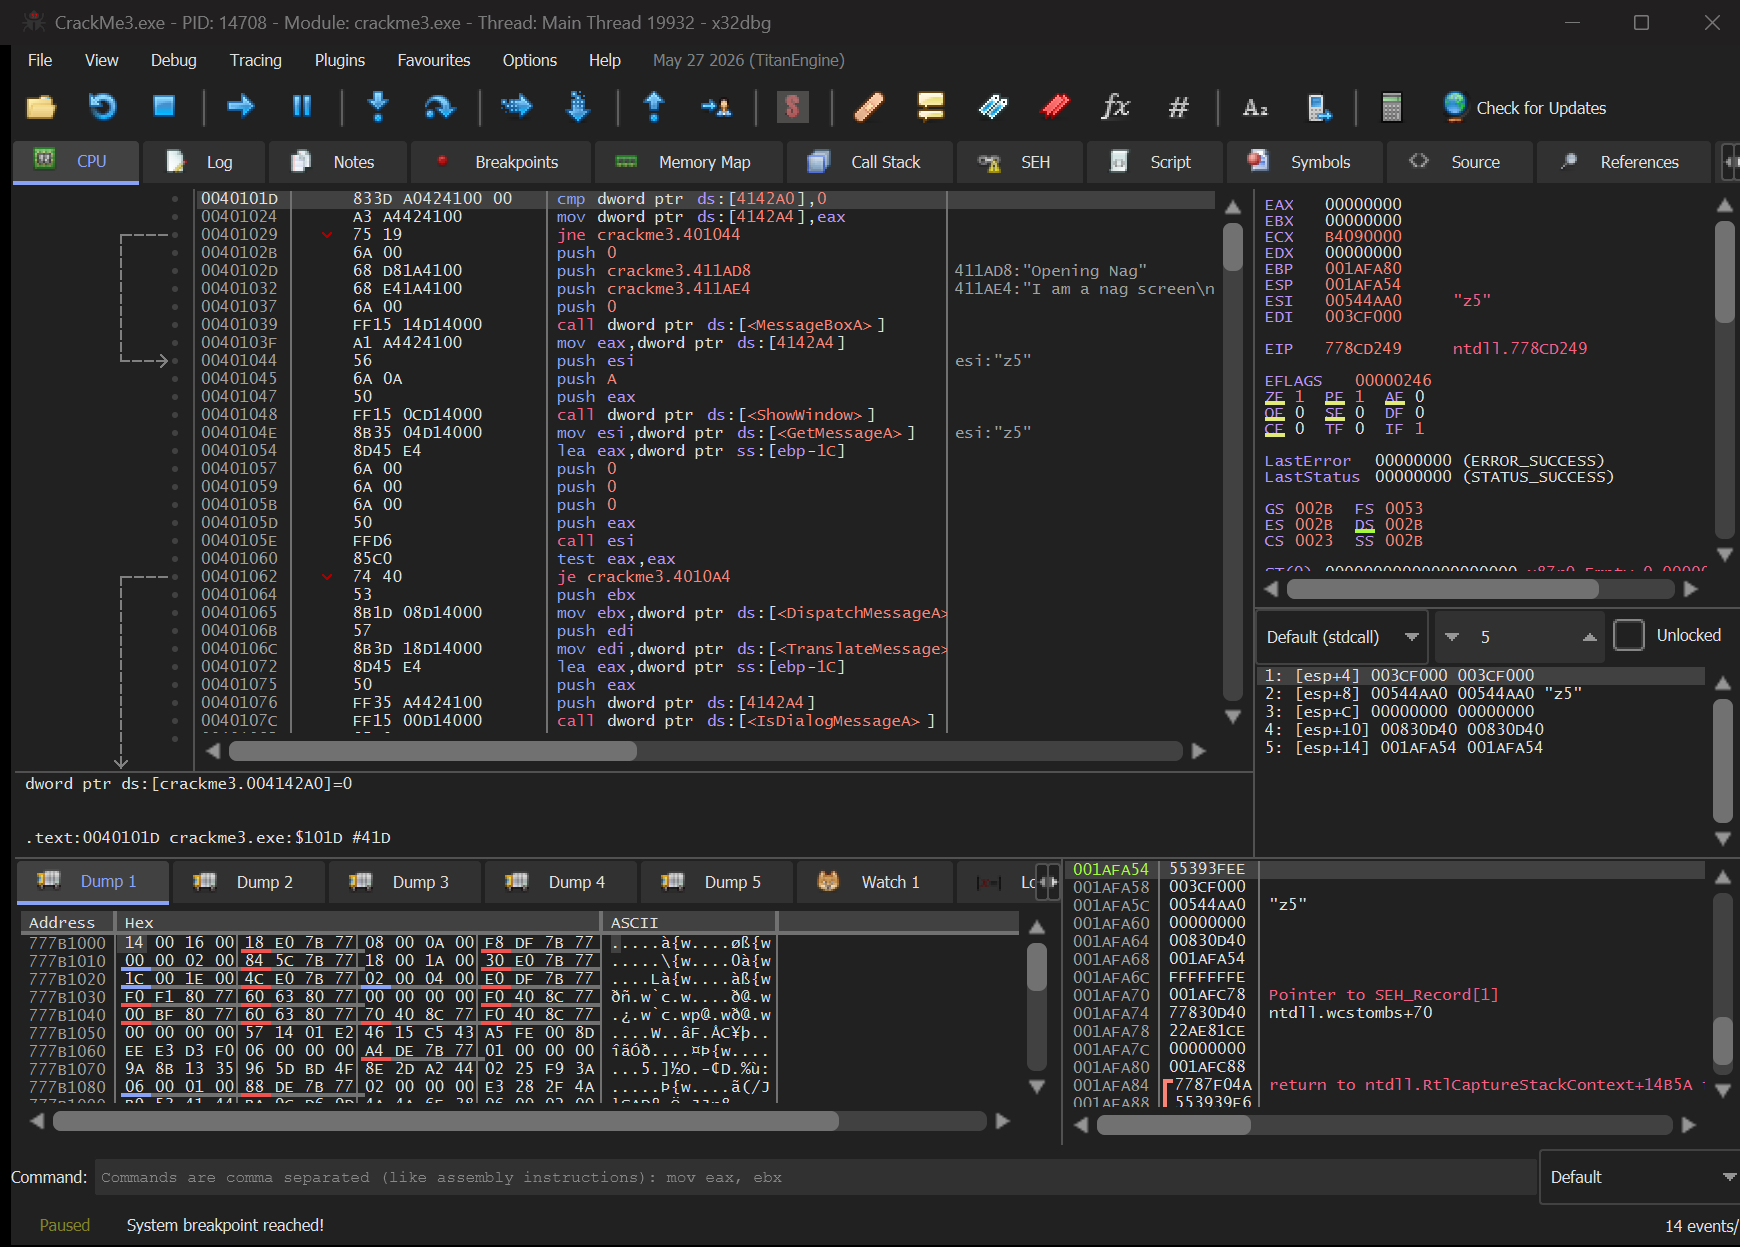 CrackMe3.exe - PID: 14708 - Module: crackme3.exe - Thread: Main Thread 19932 - x32dbg
File View Debug Tracing Plugins Favourites Options Help May 27 2026 (TitanEngine)
Check for Updates
CPU Log Notes Breakpoints Memory Map Call Stack SEH Script Symbols Source References
0040101D 833D A0424100 00 cmp dword ptr ds:[4142A0],0
00401024 A3 A4424100 mov dword ptr ds:[4142A4],eax
00401029 75 19 jne crackme3.401044
0040102B 6A 00 push 0
0040102D 68 D81A4100 push crackme3.411AD8 411AD8:"Opening Nag"
00401032 68 E41A4100 push crackme3.411AE4 411AE4:"I am a nag screen\n
00401037 6A 00 push 0
00401039 FF15 14D14000 call dword ptr ds:[<MessageBoxA>]
0040103F A1 A4424100 mov eax,dword ptr ds:[4142A4]
00401044 56 push esi esi:"z5"
00401045 6A 0A push A
00401047 50 push eax
00401048 FF15 0CD14000 call dword ptr ds:[<ShowWindow>]
0040104E 8B35 04D14000 mov esi,dword ptr ds:[<GetMessageA>] esi:"z5"
00401054 8D45 E4 lea eax,dword ptr ss:[ebp-1C]
00401057 6A 00 push 0
00401059 6A 00 push 0
0040105B 6A 00 push 0
0040105D 50 push eax
0040105E FFD6 call esi
00401060 85C0 test eax,eax
00401062 74 40 je crackme3.4010A4
00401064 53 push ebx
00401065 8B1D 08D14000 mov ebx,dword ptr ds:[<DispatchMessageA>
0040106B 57 push edi
0040106C 8B3D 18D14000 mov edi,dword ptr ds:[<TranslateMessage>
00401072 8D45 E4 lea eax,dword ptr ss:[ebp-1C]
00401075 50 push eax
00401076 FF35 A4424100 push dword ptr ds:[4142A4]
0040107C FF15 00D14000 call dword ptr ds:[<IsDialogMessageA>]
EAX 00000000
EBX 00000000
ECX B4090000
EDX 00000000
EBP 001AFA80
ESP 001AFA54
ESI 00544AA0 "z5"
EDI 003CF000
EIP 778CD249 ntdll.778CD249
EFLAGS 00000246
ZF 1 PF 1 AF 0
OF 0 SF 0 DF 0
CF 0 TF 0 IF 1
LastError 00000000 (ERROR_SUCCESS)
LastStatus 00000000 (STATUS_SUCCESS)
GS 002B FS 0053
ES 002B DS 002B
CS 0023 SS 002B
Default (stdcall) 5 Unlocked
1: [esp+4] 003CF000 003CF000
2: [esp+8] 00544AA0 00544AA0 "z5"
3: [esp+C] 00000000 00000000
4: [esp+10] 00830D40 00830D40
5: [esp+14] 001AFA54 001AFA54
dword ptr ds:[crackme3.004142A0]=0
.text:0040101D crackme3.exe:$101D #41D
Dump 1 Dump 2 Dump 3 Dump 4 Dump 5 Watch 1 Lo
Address Hex ASCII
777B1000 14 00 16 00 18 E0 7B 77 08 00 0A 00 F8 DF 7B 77 .....à{w....øß{w
777B1010 00 00 02 00 84 5C 7B 77 18 00 1A 00 30 E0 7B 77 .....\{w....0à{w
777B1020 1C 00 1E 00 4C E0 7B 77 02 00 04 00 E0 DF 7B 77 ....Là{w....àß{w
777B1030 F0 F1 80 77 60 63 80 77 00 00 00 00 F0 40 8C 77 ðñ.w`c.w....ð@.w
777B1040 00 BF 80 77 60 63 80 77 70 40 8C 77 F0 40 8C 77 .¿.w`c.wp@.wð@.w
777B1050 00 00 00 00 57 14 01 E2 46 15 C5 43 A5 FE 00 8D ....W..âF.ÅC¥þ..
777B1060 EE E3 D3 F0 06 00 00 00 A4 DE 7B 77 01 00 00 00 îãÓð....¤Þ{w....
777B1070 9A 8B 13 35 96 5D BD 4F 8E 2D A2 44 02 25 F9 3A ...5.]½O.-¢D.%ù:
777B1080 06 00 01 00 88 DE 7B 77 02 00 00 00 E3 28 2F 4A .....Þ{w....ã(/J
001AFA54 55393FEE
001AFA58 003CF000
001AFA5C 00544AA0 "z5"
001AFA60 00000000
001AFA64 00830D40
001AFA68 001AFA54
001AFA6C FFFFFFFE
001AFA70 001AFC78 Pointer to SEH_Record[1]
001AFA74 77830D40 ntdll.wcstombs+70
001AFA78 22AE81CE
001AFA7C 00000000
001AFA80 001AFC88
001AFA84 7787F04A return to ntdll.RtlCaptureStackContext+14B5A
001AFA88 553939F6
Command: Commands are comma separated (like assembly instructions): mov eax, ebx Default
Paused System breakpoint reached! 14 events/